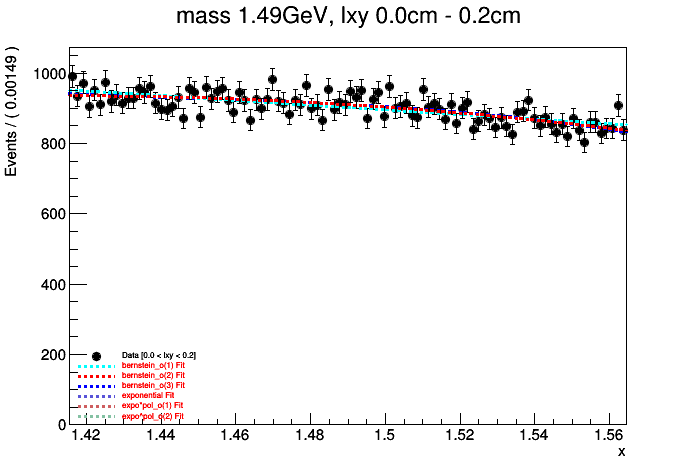 mass 1.49GeV, lxy 0.0cm - 0.2cm
Events / ( 0.00149 )
1000
800
600
400
200
0
Data [0.0 < lxy < 0.2]
bernstein_o(1) Fit
bernstein_o(2) Fit
bernstein_o(3) Fit
exponential Fit
expo*pol_o(1) Fit
expo*pol_o(2) Fit
1.42 1.44 1.46 1.48 1.5 1.52 1.54 1.56
x